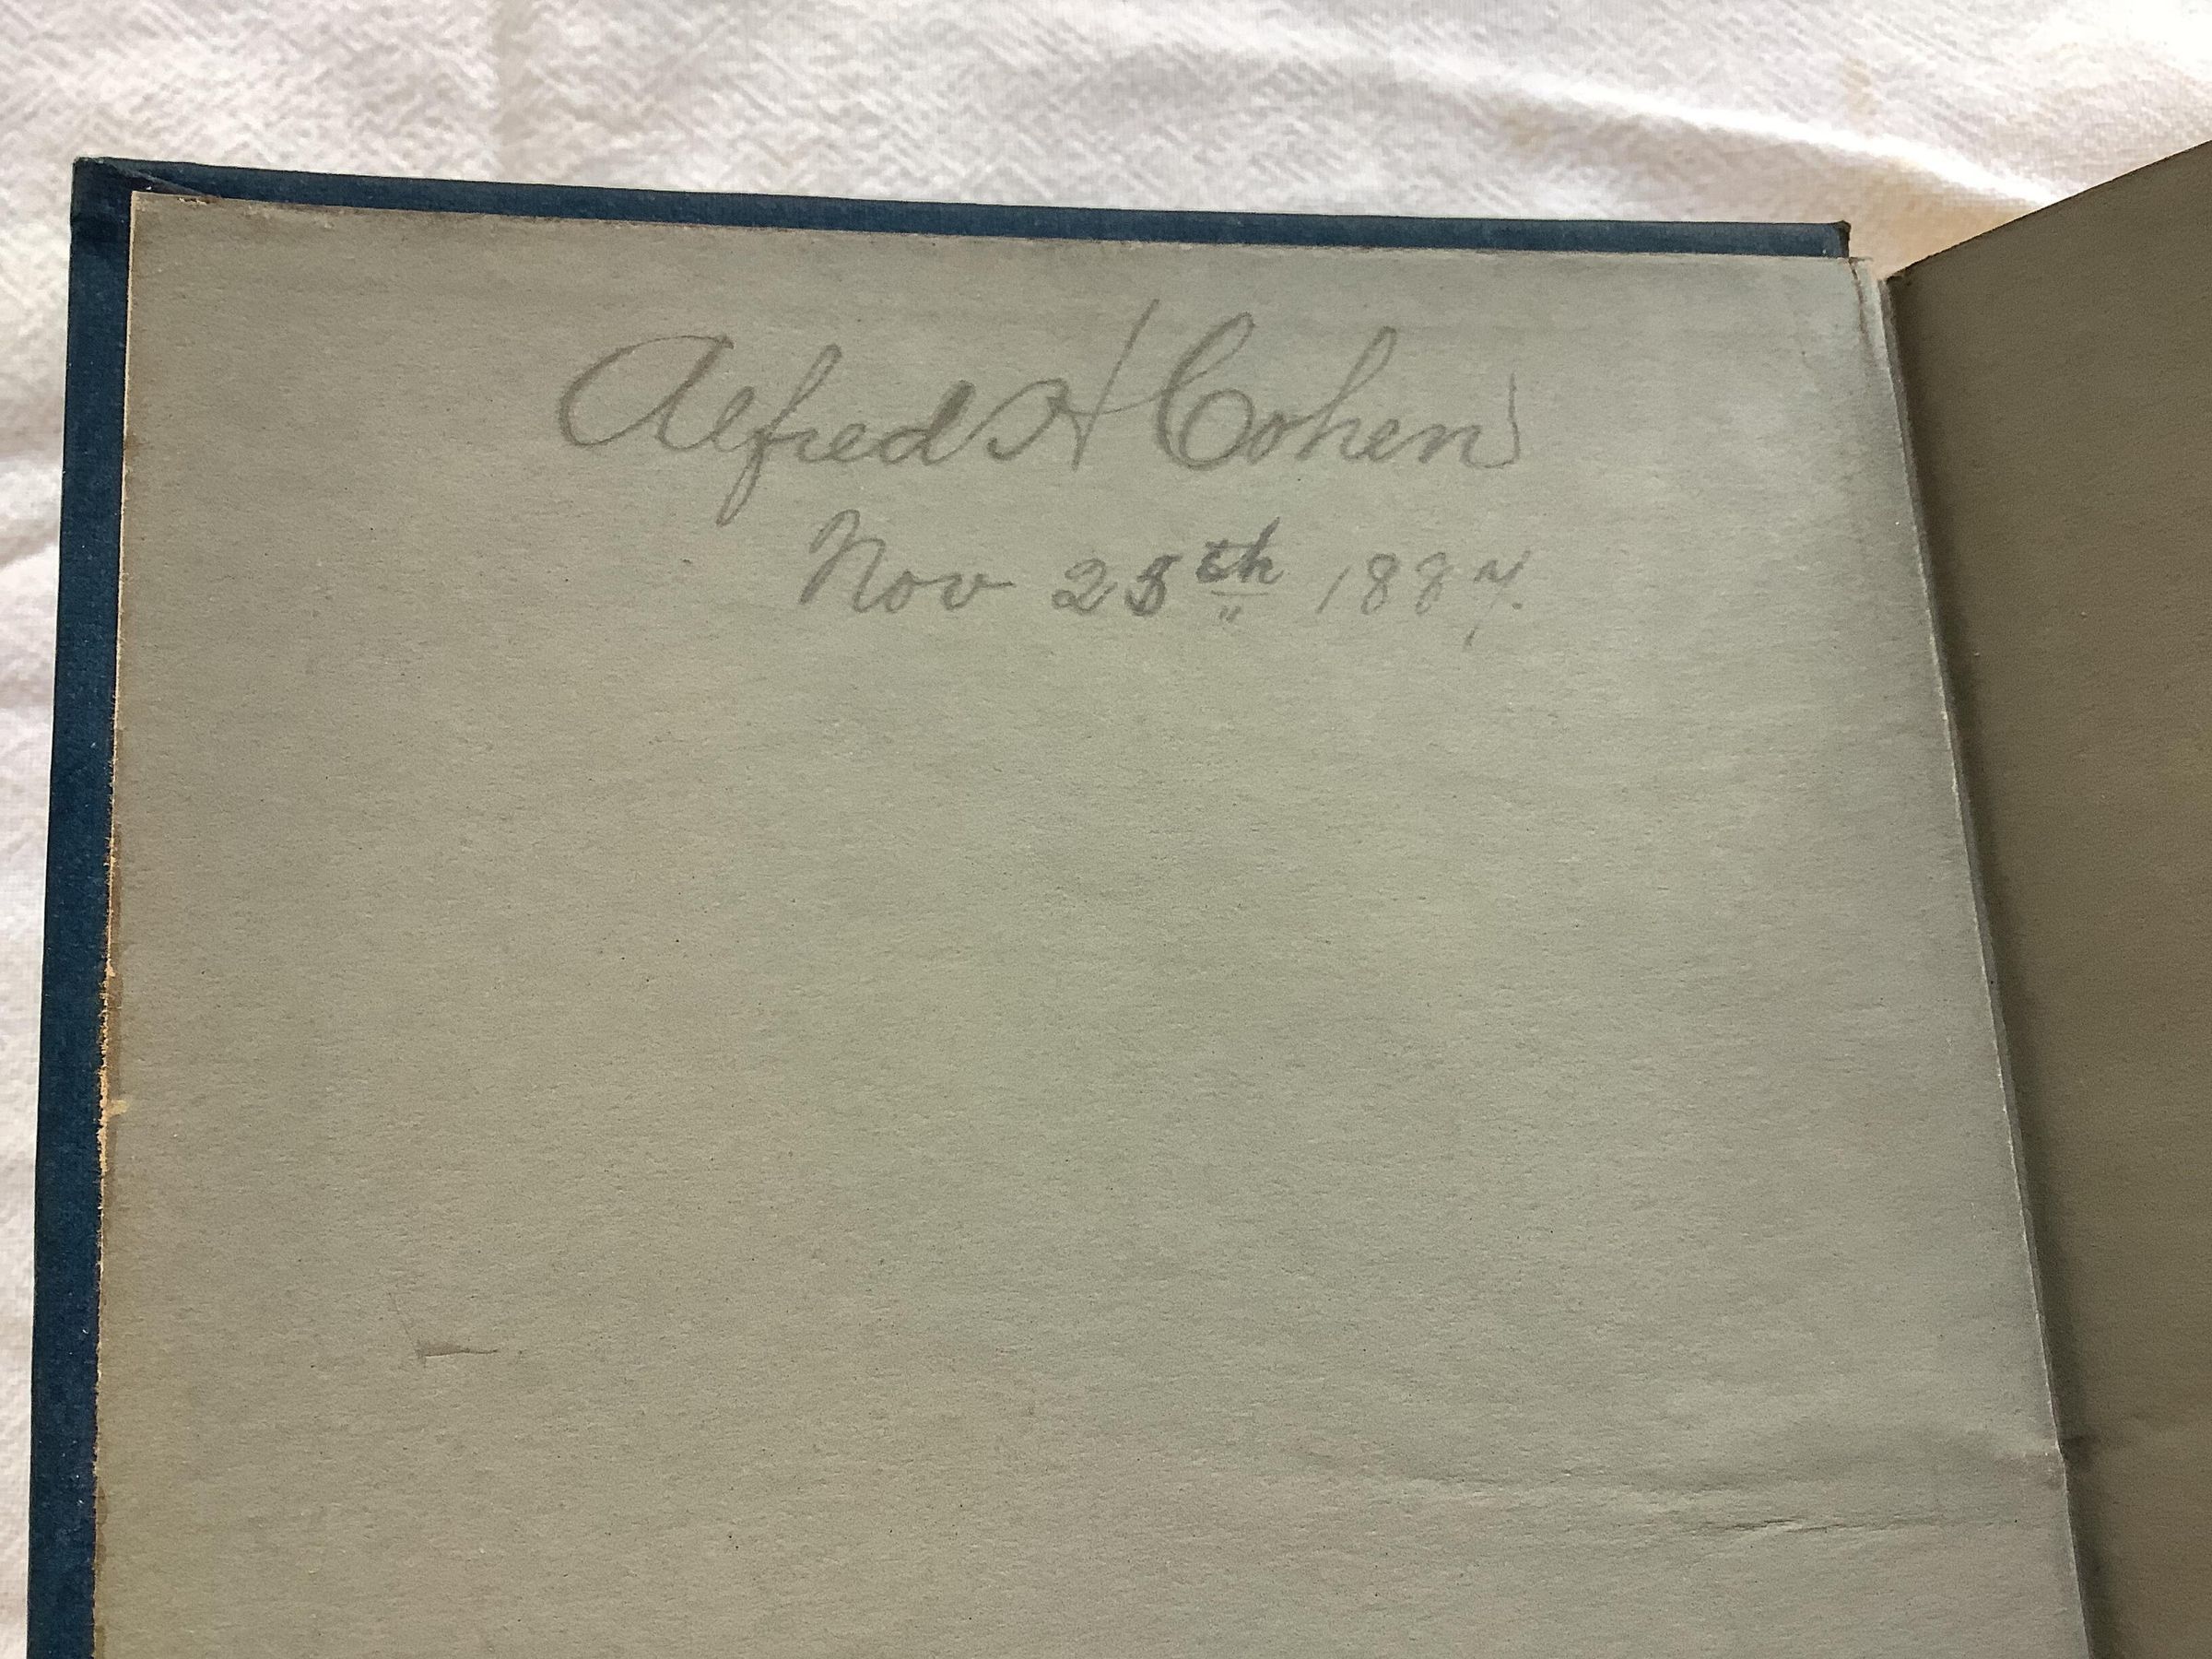 Alfred H Cohen
Nov 25th 1887.